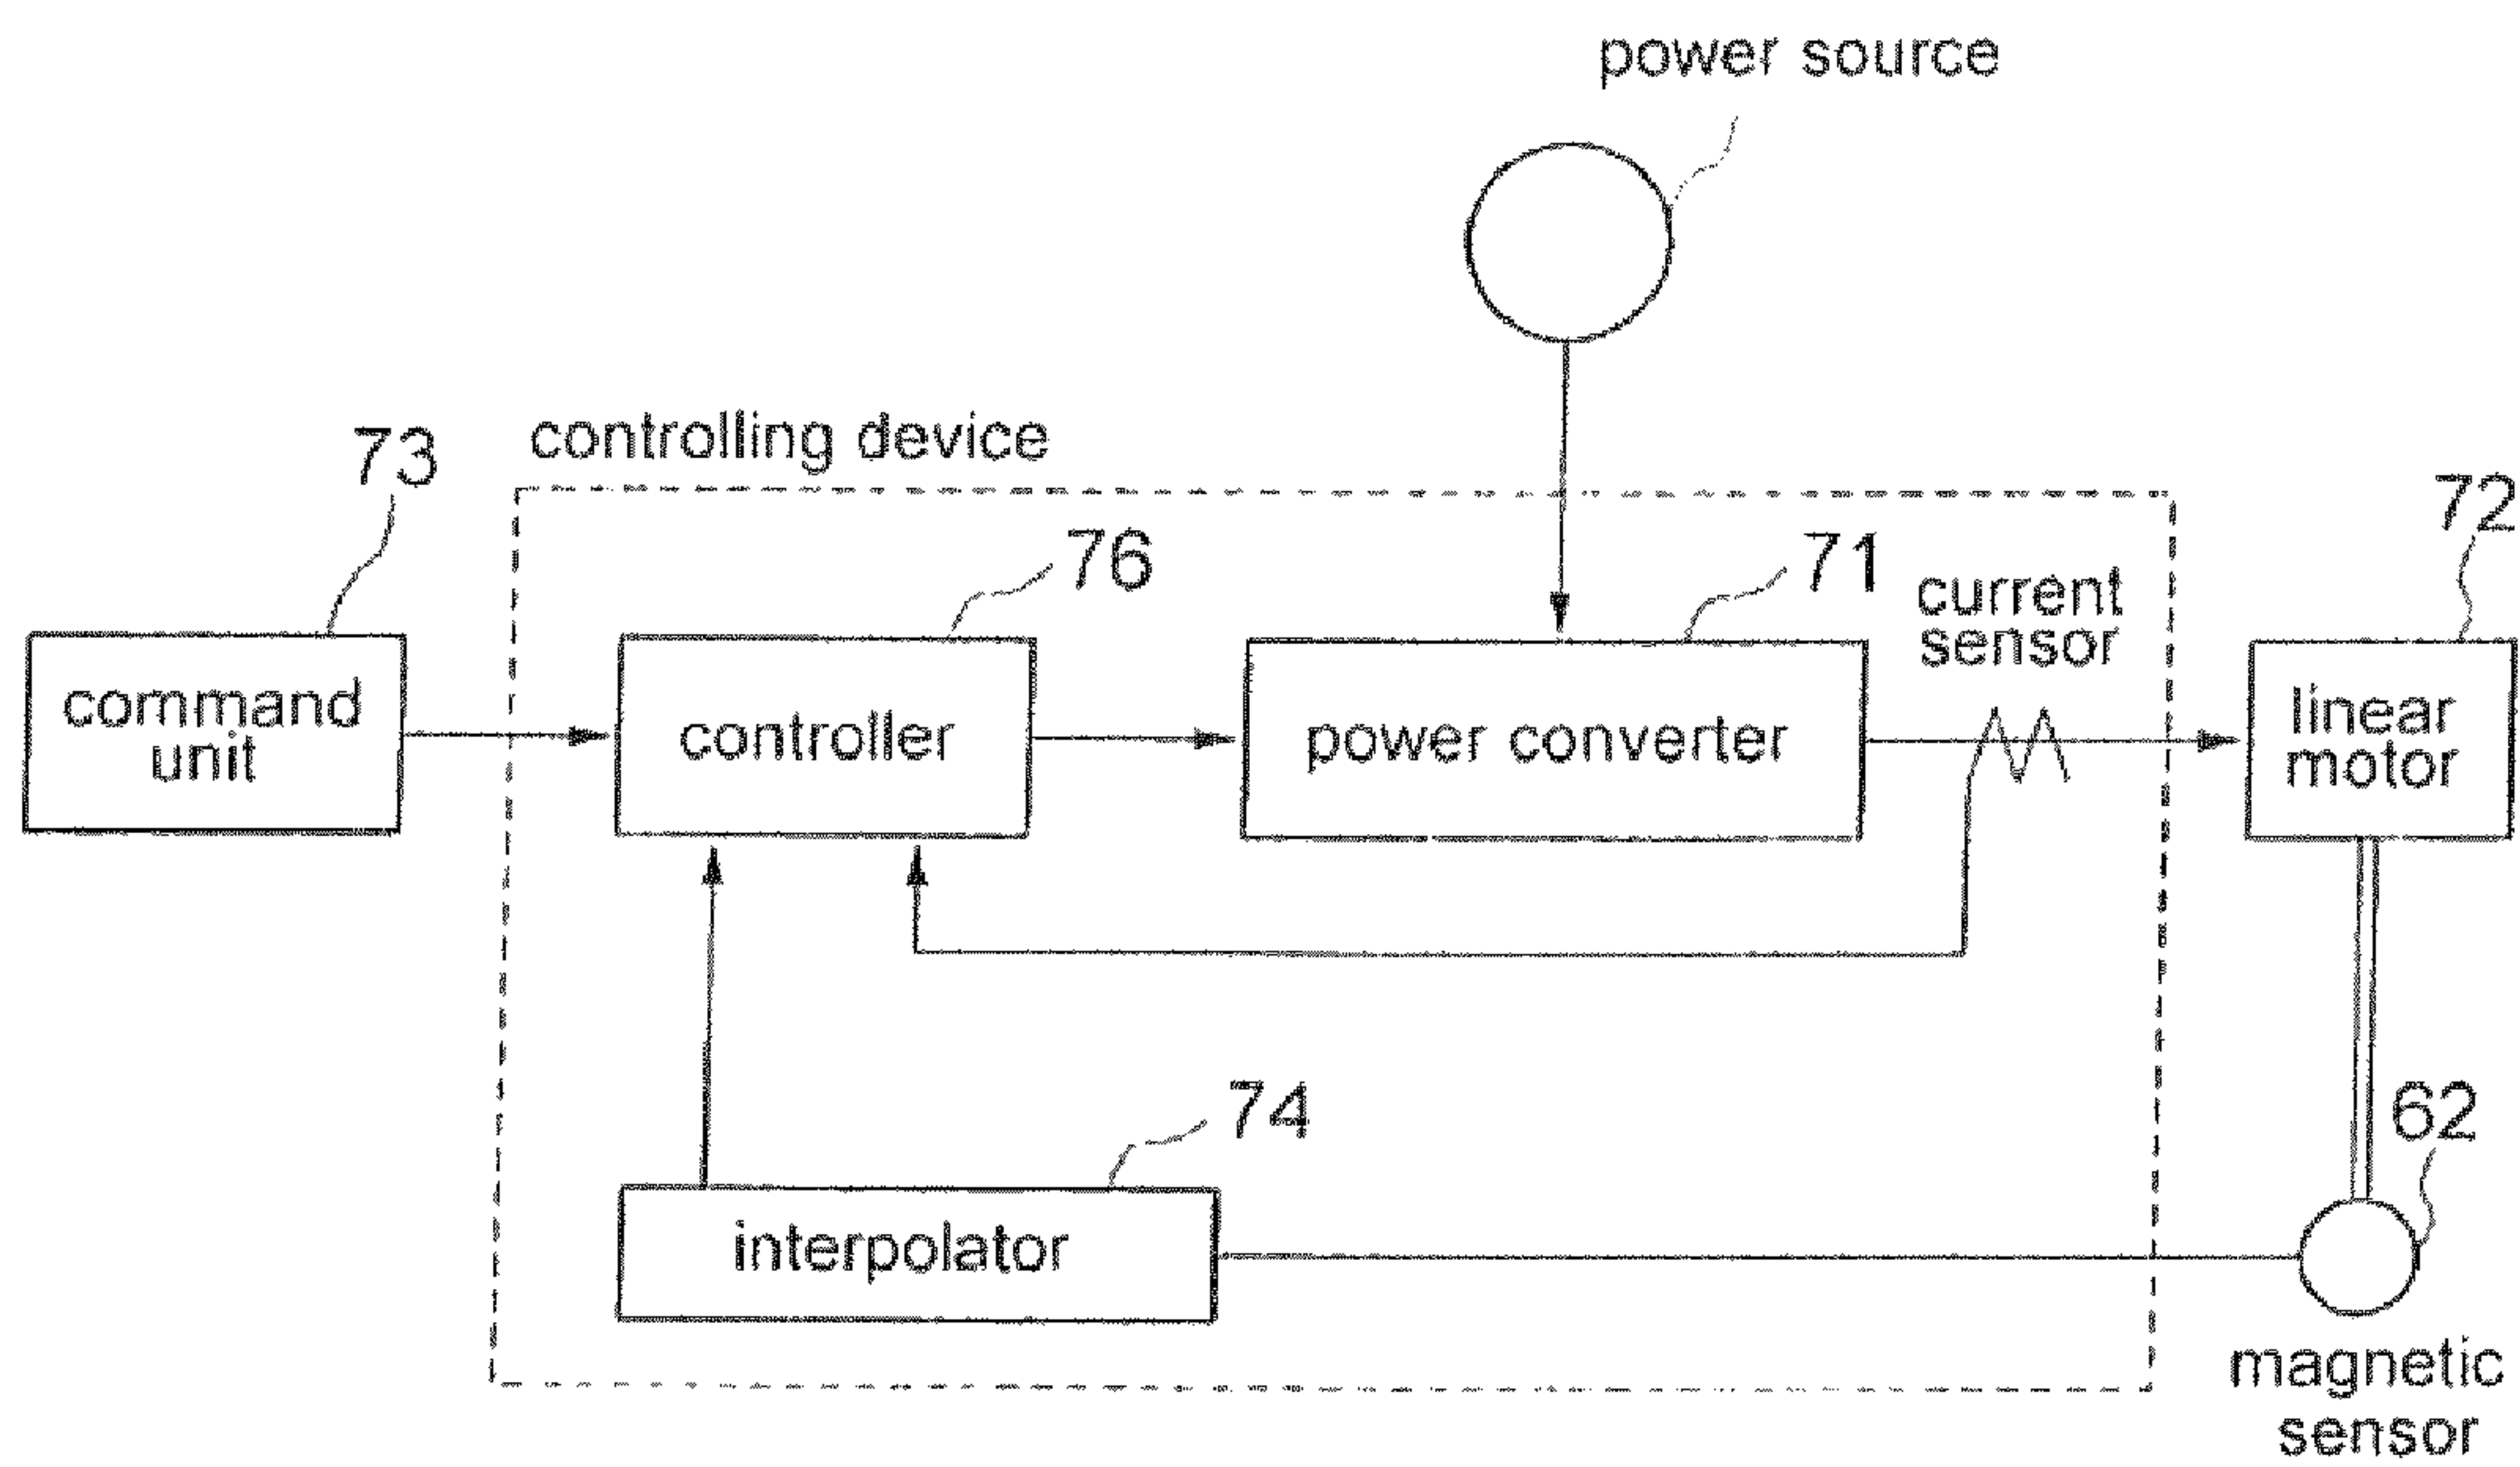 power source
controlling device
73
76
71
72
current
sensor
command
unit
controller
power converter
linear
motor
74
62
interpolator
magnetic
sensor